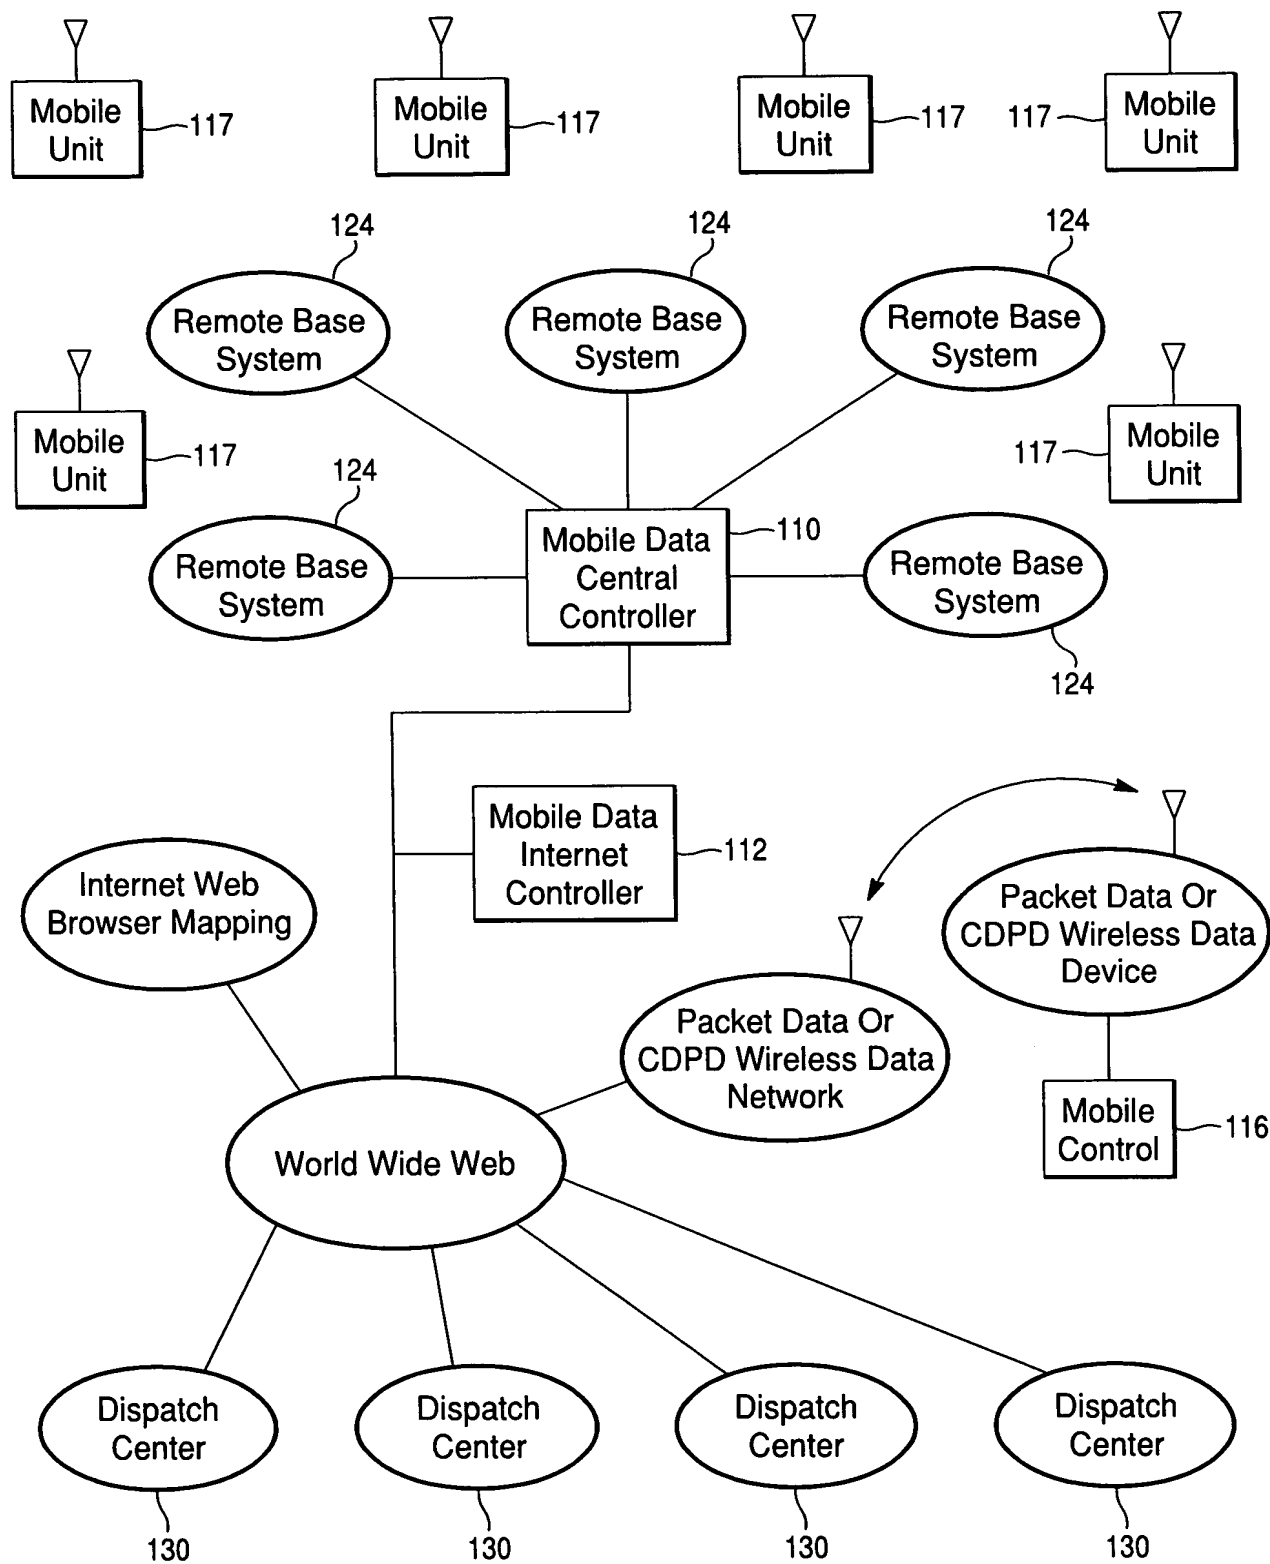 Mobile
Unit
117
Mobile
Unit
117
Mobile
Unit
117
117
Mobile
Unit
124
Remote Base
System
124
Remote Base
System
124
Remote Base
System
Mobile
Unit
117
117
Mobile
Unit
124
Remote Base
System
Mobile Data
Central
Controller
110
Remote Base
System
124
Mobile Data
Internet
Controller
112
Internet Web
Browser Mapping
Packet Data Or
CDPD Wireless Data
Device
Packet Data Or
CDPD Wireless Data
Network
Mobile
Control
116
World Wide Web
Dispatch
Center
130
Dispatch
Center
130
Dispatch
Center
130
Dispatch
Center
130